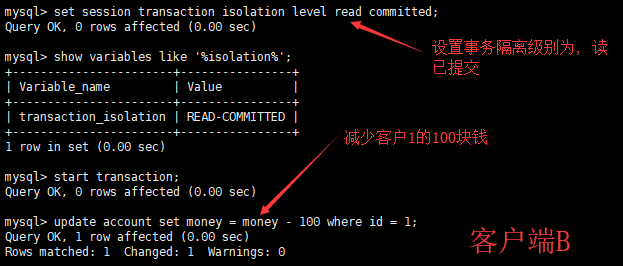 mysql> set session transaction isolation level read committed;
Query OK, 0 rows affected (0.00 sec)
设置事务隔离级别为，读
已提交
mysql> show variables like '%isolation%';
+-----------------------+----------------+
| Variable_name         | Value          |
+-----------------------+----------------+
| transaction_isolation | READ-COMMITTED |
+-----------------------+----------------+
1 row in set (0.00 sec)
减少客户1的100块钱
mysql> start transaction;
Query OK, 0 rows affected (0.00 sec)
mysql> update account set money = money - 100 where id = 1;
Query OK, 1 row affected (0.00 sec)
Rows matched: 1  Changed: 1  Warnings: 0
客户端B